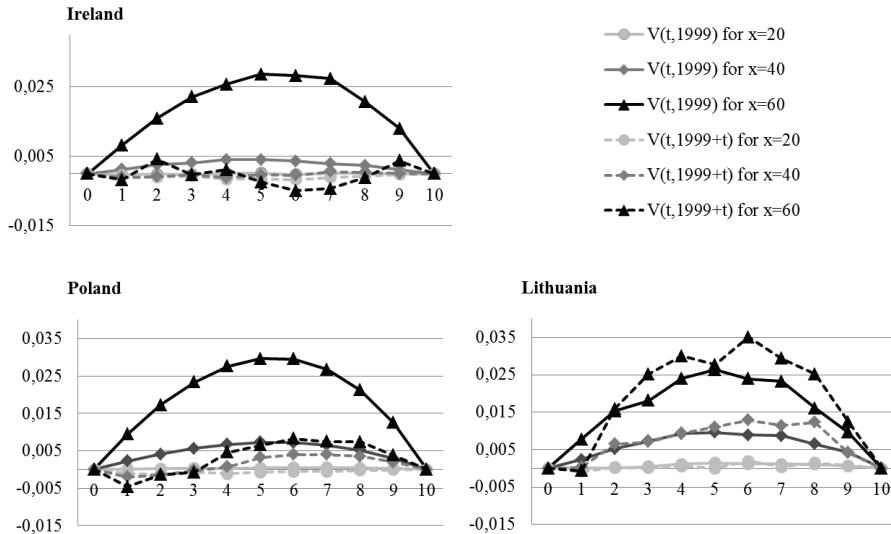 Ireland
0,025
0,005
-0,015
0 1 2 3 4 5 6 7 8 9 10
V(t,1999) for x=20
V(t,1999) for x=40
V(t,1999) for x=60
V(t,1999+t) for x=20
V(t,1999+t) for x=40
V(t,1999+t) for x=60
Poland
0,035
0,025
0,015
0,005
-0,005
-0,015
0 1 2 3 4 5 6 7 8 9 10
Lithuania
0,035
0,025
0,015
0,005
-0,005
-0,015
0 1 2 3 4 5 6 7 8 9 10